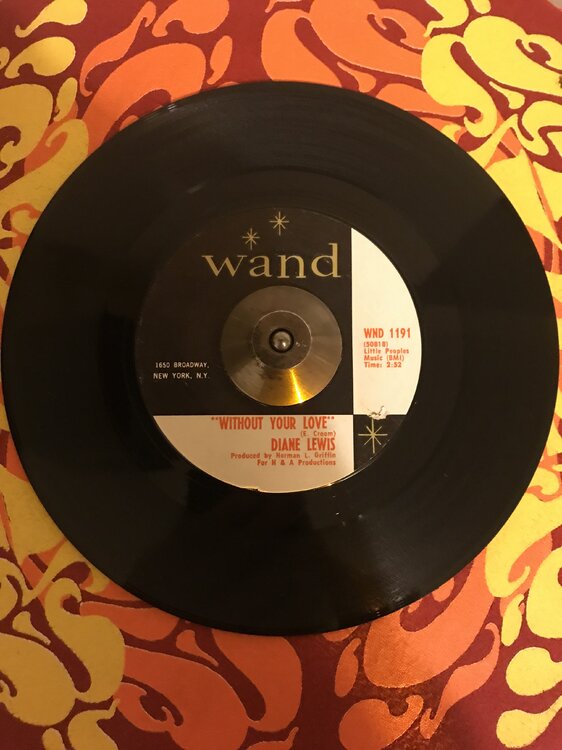 wand
WND 1191
(50818)
Little Peoples
Music (BMI)
Time: 2:52
1650 BROADWAY,
NEW YORK, N.Y.
"WITHOUT YOUR LOVE"
(E. Cream)
DIANE LEWIS
Produced by Norman L. Griffin
For N & A Productions